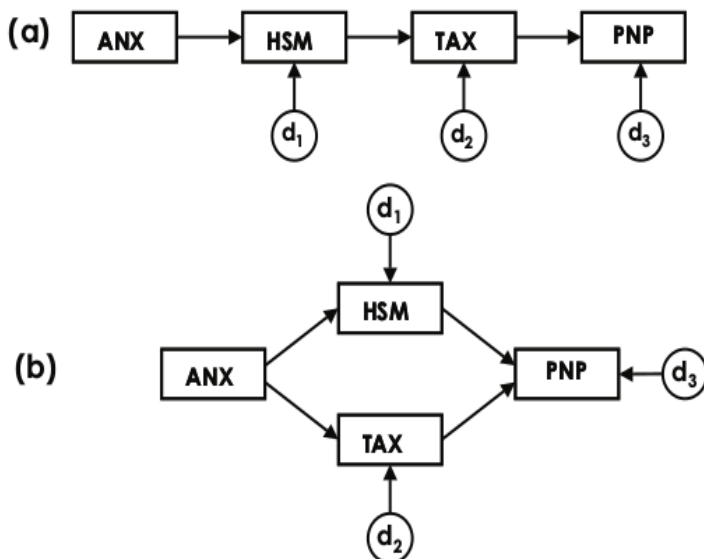 (a) ANX HSM TAX PNP
d₁ d₂ d₃
d₁
HSM
(b) ANX PNP d₃
TAX
d₂